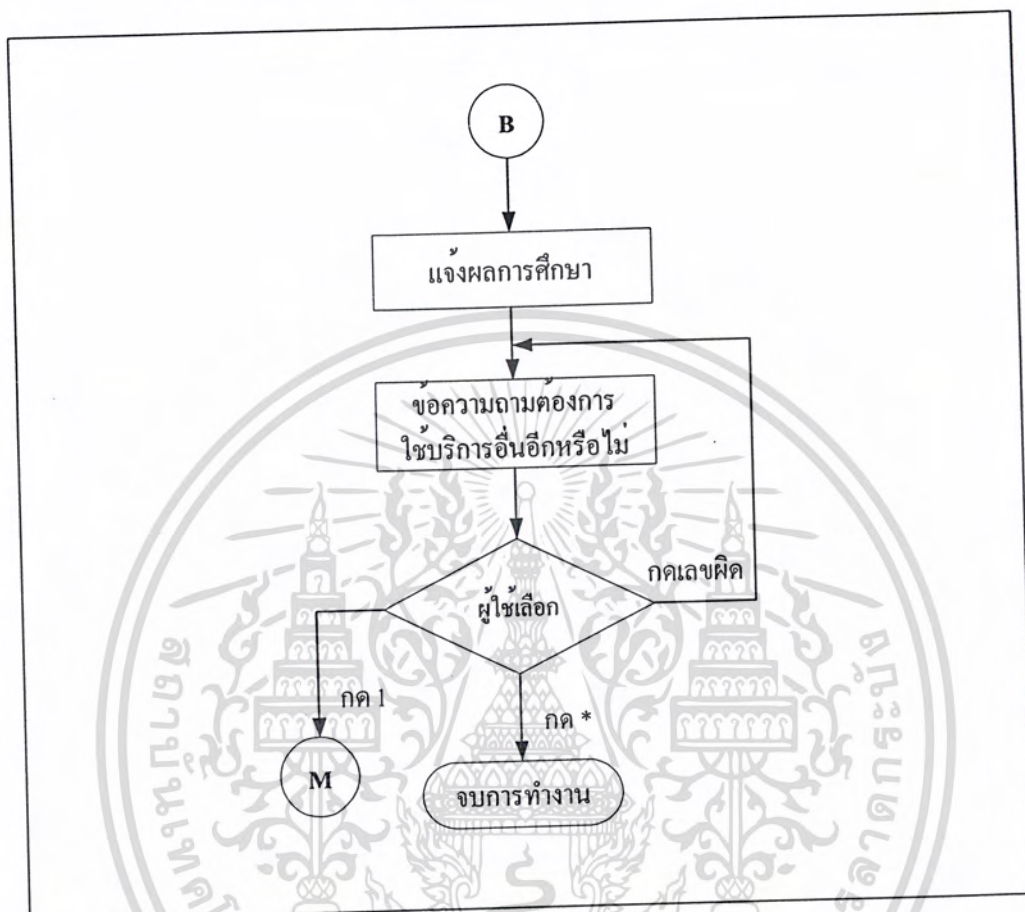 B
แจ้งผลการศึกษา
ข้อความถามต้องการ
ใช้บริการอื่นอีกหรือไม่
กดเลขผิด
ผู้ใช้เลือก
กด 1
กด *
M
จบการทำงาน